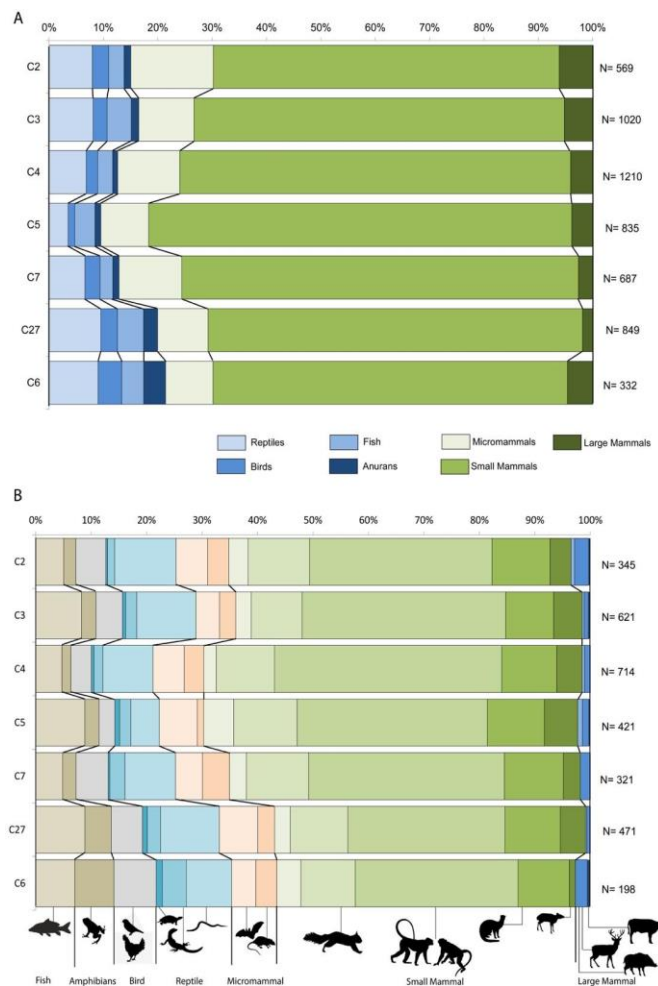 A
0% 10% 20% 30% 40% 50% 60% 70% 80% 90% 100%
C2 N= 569
C3 N= 1020
C4 N= 1210
C5 N= 835
C7 N= 687
C27 N= 849
C6 N= 332
Reptiles Fish Micromammals Large Mammals
Birds Anurans Small Mammals
B
0% 10% 20% 30% 40% 50% 60% 70% 80% 90% 100%
C2 N= 345
C3 N= 621
C4 N= 714
C5 N= 421
C7 N= 321
C27 N= 471
C6 N= 198
Fish Amphibians Bird Reptile Micromammal Small Mammal Large Mammal